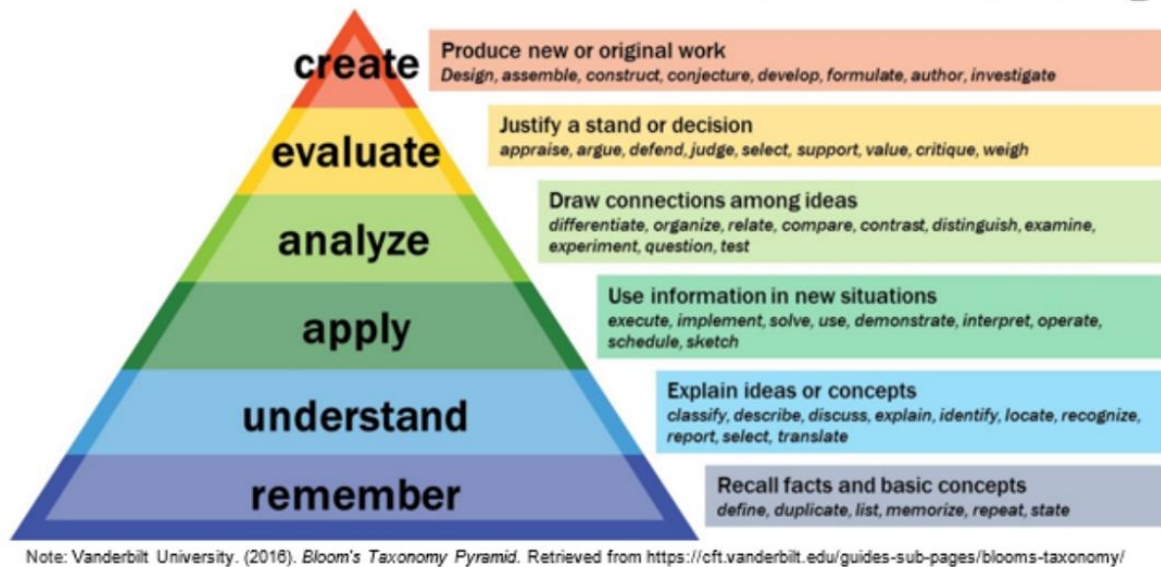 create
Produce new or original work
Design, assemble, construct, conjecture, develop, formulate, author, investigate
evaluate
Justify a stand or decision
appraise, argue, defend, judge, select, support, value, critique, weigh
analyze
Draw connections among ideas
differentiate, organize, relate, compare, contrast, distinguish, examine,
experiment, question, test
apply
Use information in new situations
execute, implement, solve, use, demonstrate, interpret, operate,
schedule, sketch
understand
Explain ideas or concepts
classify, describe, discuss, explain, identify, locate, recognize,
report, select, translate
remember
Recall facts and basic concepts
define, duplicate, list, memorize, repeat, state
Note: Vanderbilt University. (2016). Bloom's Taxonomy Pyramid. Retrieved from https://cft.vanderbilt.edu/guides-sub-pages/blooms-taxonomy/